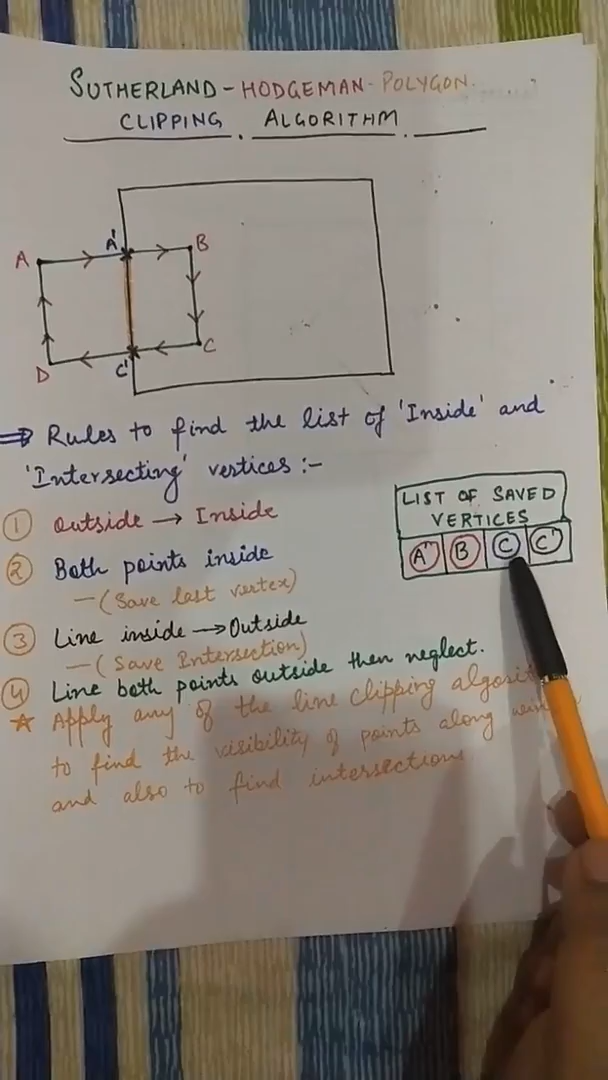 SUTHERLAND-HODGEMAN-POLYGON
CLIPPING. ALGORITHM.
A
A'
B
D
C'
C
⇒ Rules to find the list of 'Inside' and
'Intersecting' vertices:-
① Outside → Inside
② Both points inside
-(Save last vertex)
③ Line inside → Outside
-(Save Intersection)
④ Line both points outside then neglect.
LIST OF SAVED
VERTICES
A' B C C'
☆ Apply any of the line clipping
to find the visibility of points along
and also to find intersections